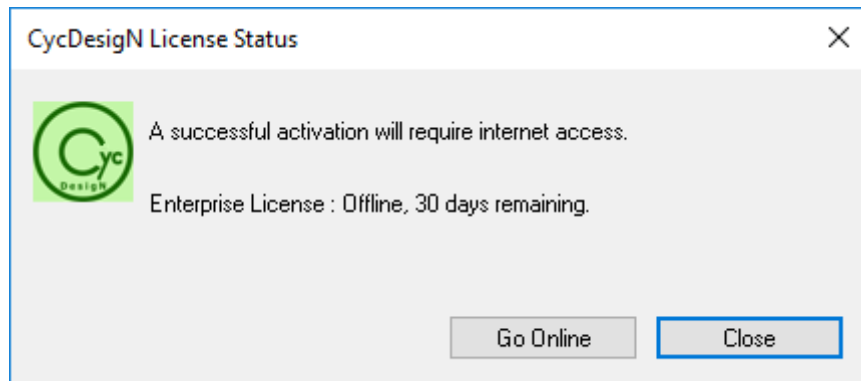 CycDesigN License Status
A successful activation will require internet access.
Cyc
DesigN
Enterprise License : Offline, 30 days remaining.
Go Online
Close